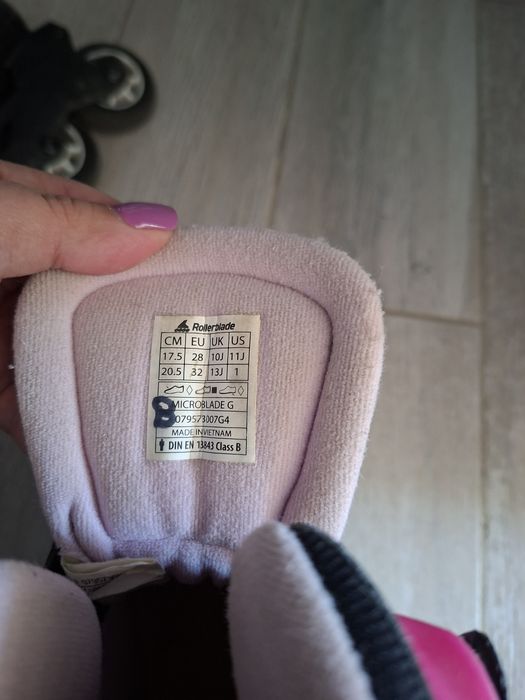 Rollerblade
CM EU UK US
17.5 28 10J 11J
20.5 32 13J 1
MICROBLADE G
B 079573007G4
MADE IN VIETNAM
DIN EN 13843 Class B